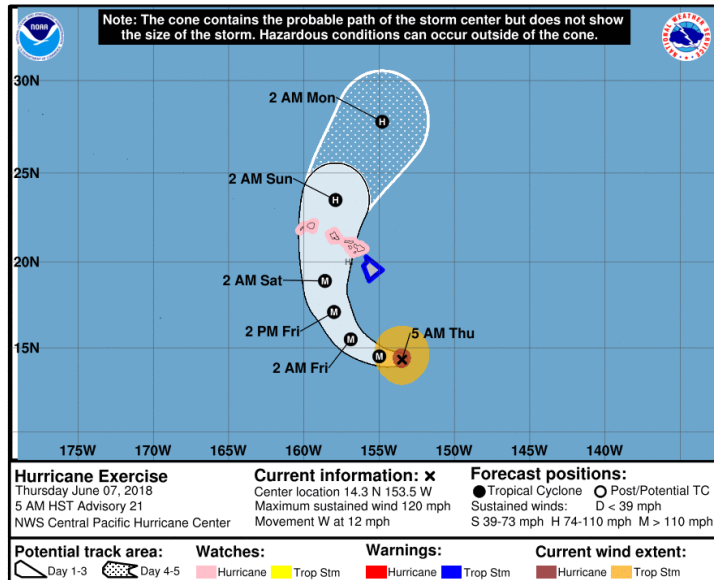 Note: The cone contains the probable path of the storm center but does not show
the size of the storm. Hazardous conditions can occur outside of the cone.
NOAA
NATIONAL WEATHER SERVICE
30N
2 AM Mon
H
25N
2 AM Sun
H
20N
H
2 AM Sat
M
2 PM Fri
M
5 AM Thu
15N
2 AM Fri
M
M
175W 170W 165W 160W 155W 150W 145W 140W
Hurricane Exercise
Thursday June 07, 2018
5 AM HST Advisory 21
NWS Central Pacific Hurricane Center
Current information: x
Center location 14.3 N 153.5 W
Maximum sustained wind 120 mph
Movement W at 12 mph
Forecast positions:
Tropical Cyclone Post/Potential TC
Sustained winds: D < 39 mph
S 39-73 mph H 74-110 mph M > 110 mph
Potential track area:
Day 1-3 Day 4-5
Watches:
Hurricane Trop Stm
Warnings:
Hurricane Trop Stm
Current wind extent:
Hurricane Trop Stm